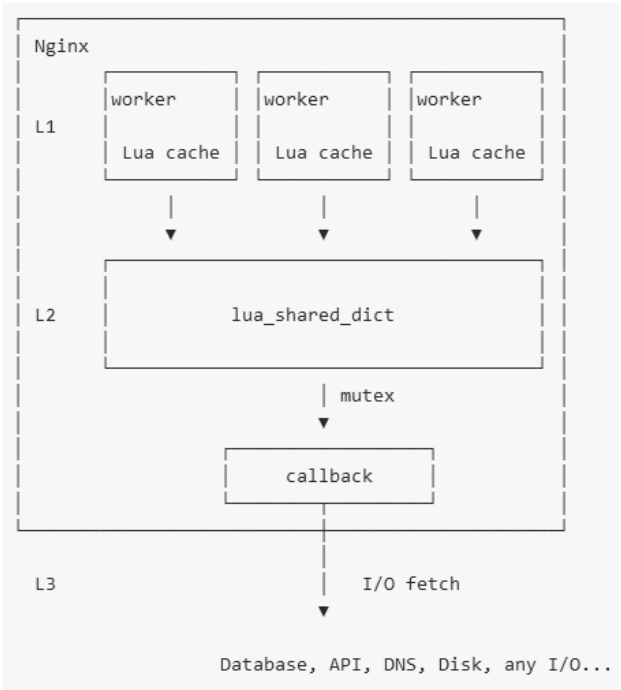 Nginx
worker worker worker
L1
Lua cache Lua cache Lua cache
L2 lua_shared_dict
mutex
callback
L3 I/O fetch
Database, API, DNS, Disk, any I/O...